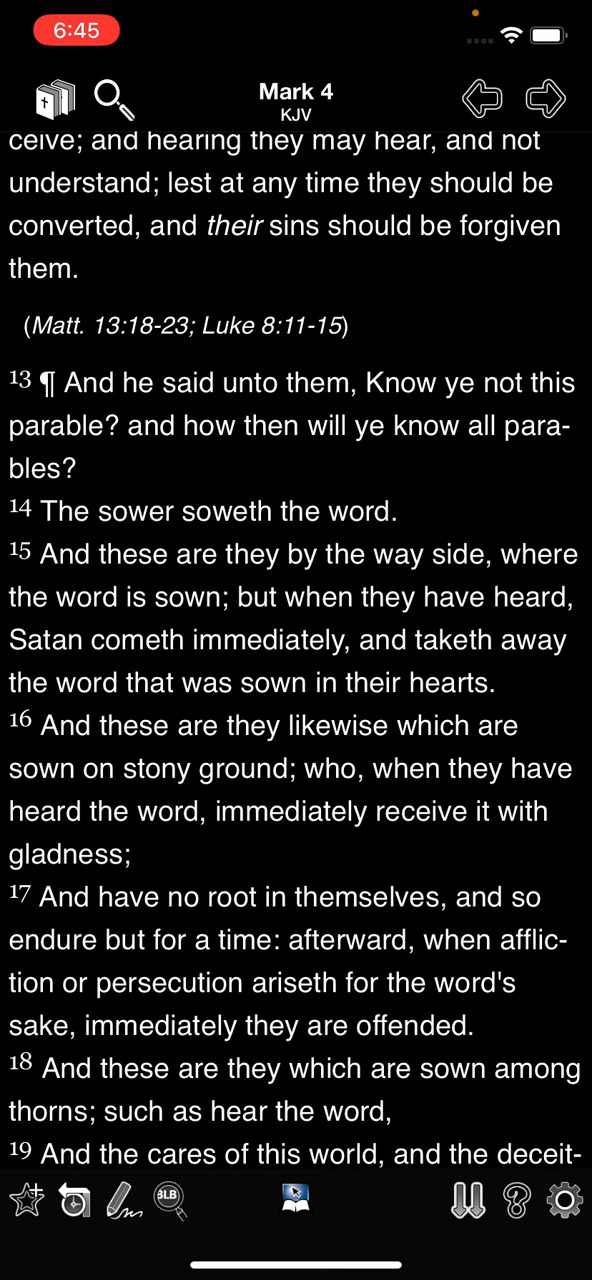 6:45
Mark 4
KJV
ceive; and hearing they may hear, and not
understand; lest at any time they should be
converted, and their sins should be forgiven
them.
(Matt. 13:18-23; Luke 8:11-15)
13 ¶ And he said unto them, Know ye not this
parable? and how then will ye know all para-
bles?
14 The sower soweth the word.
15 And these are they by the way side, where
the word is sown; but when they have heard,
Satan cometh immediately, and taketh away
the word that was sown in their hearts.
16 And these are they likewise which are
sown on stony ground; who, when they have
heard the word, immediately receive it with
gladness;
17 And have no root in themselves, and so
endure but for a time: afterward, when afflic-
tion or persecution ariseth for the word's
sake, immediately they are offended.
18 And these are they which are sown among
thorns; such as hear the word,
19 And the cares of this world, and the deceit-
BLB